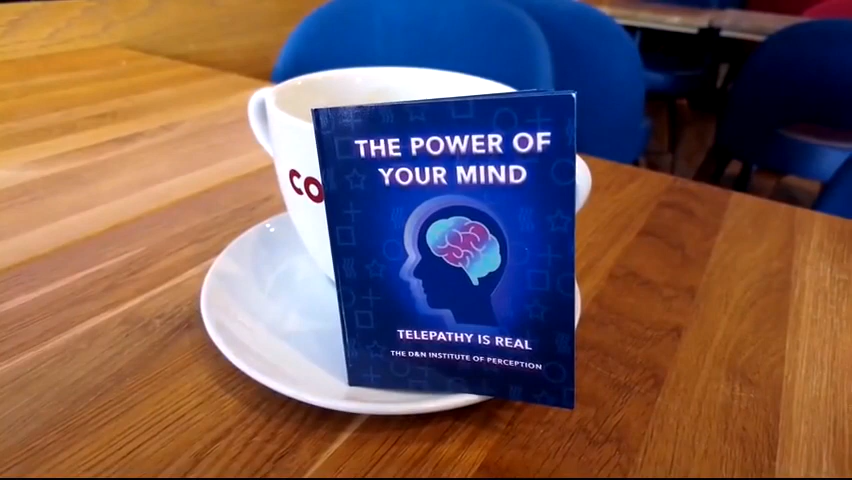 CO
THE POWER OF
YOUR MIND
TELEPATHY IS REAL
THE D&N INSTITUTE OF PERCEPTION